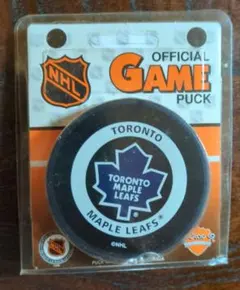 NHL
OFFICIAL
GAME
PUCK
TORONTO
TORONTO
MAPLE
LEAFS
MAPLE LEAFS®
©NHL